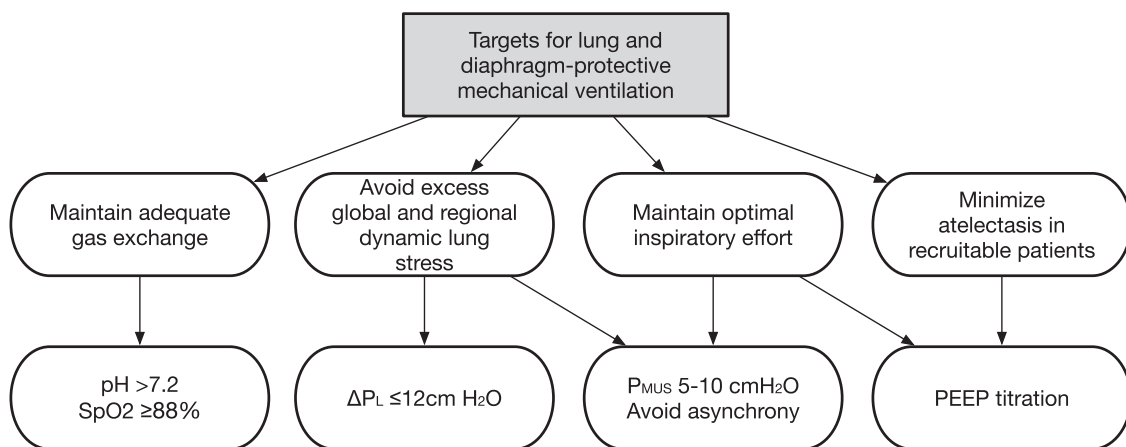 Targets for lung and
diaphragm-protective
mechanical ventilation
Maintain adequate
gas exchange
Avoid excess
global and regional
dynamic lung
stress
Maintain optimal
inspiratory effort
Minimize
atelectasis in
recruitable patients
pH >7.2
SpO2 ≥88%
ΔPL ≤12cm H₂O
PMUS 5-10 cmH₂O
Avoid asynchrony
PEEP titration